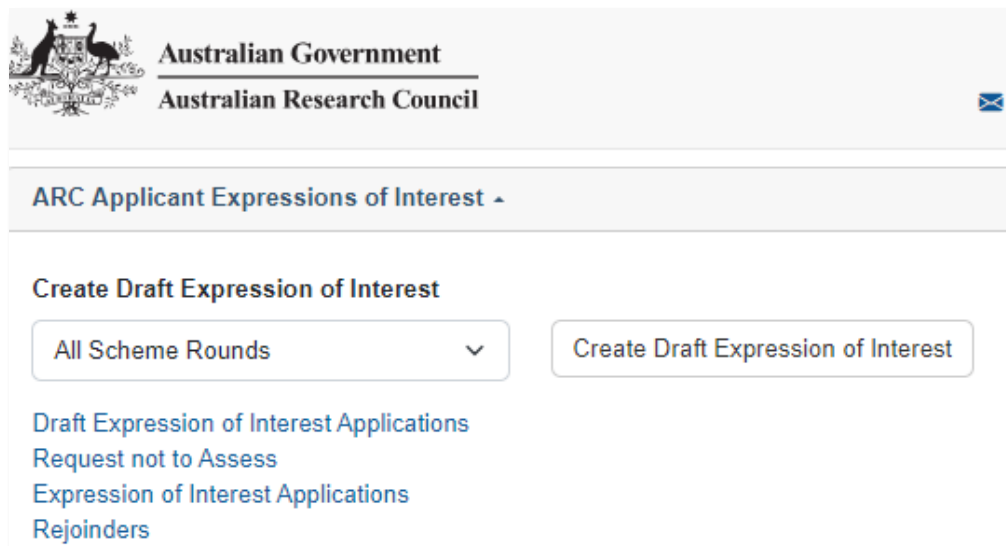 Australian Government
Australian Research Council
ARC Applicant Expressions of Interest
Create Draft Expression of Interest
All Scheme Rounds
Create Draft Expression of Interest
Draft Expression of Interest Applications
Request not to Assess
Expression of Interest Applications
Rejoinders